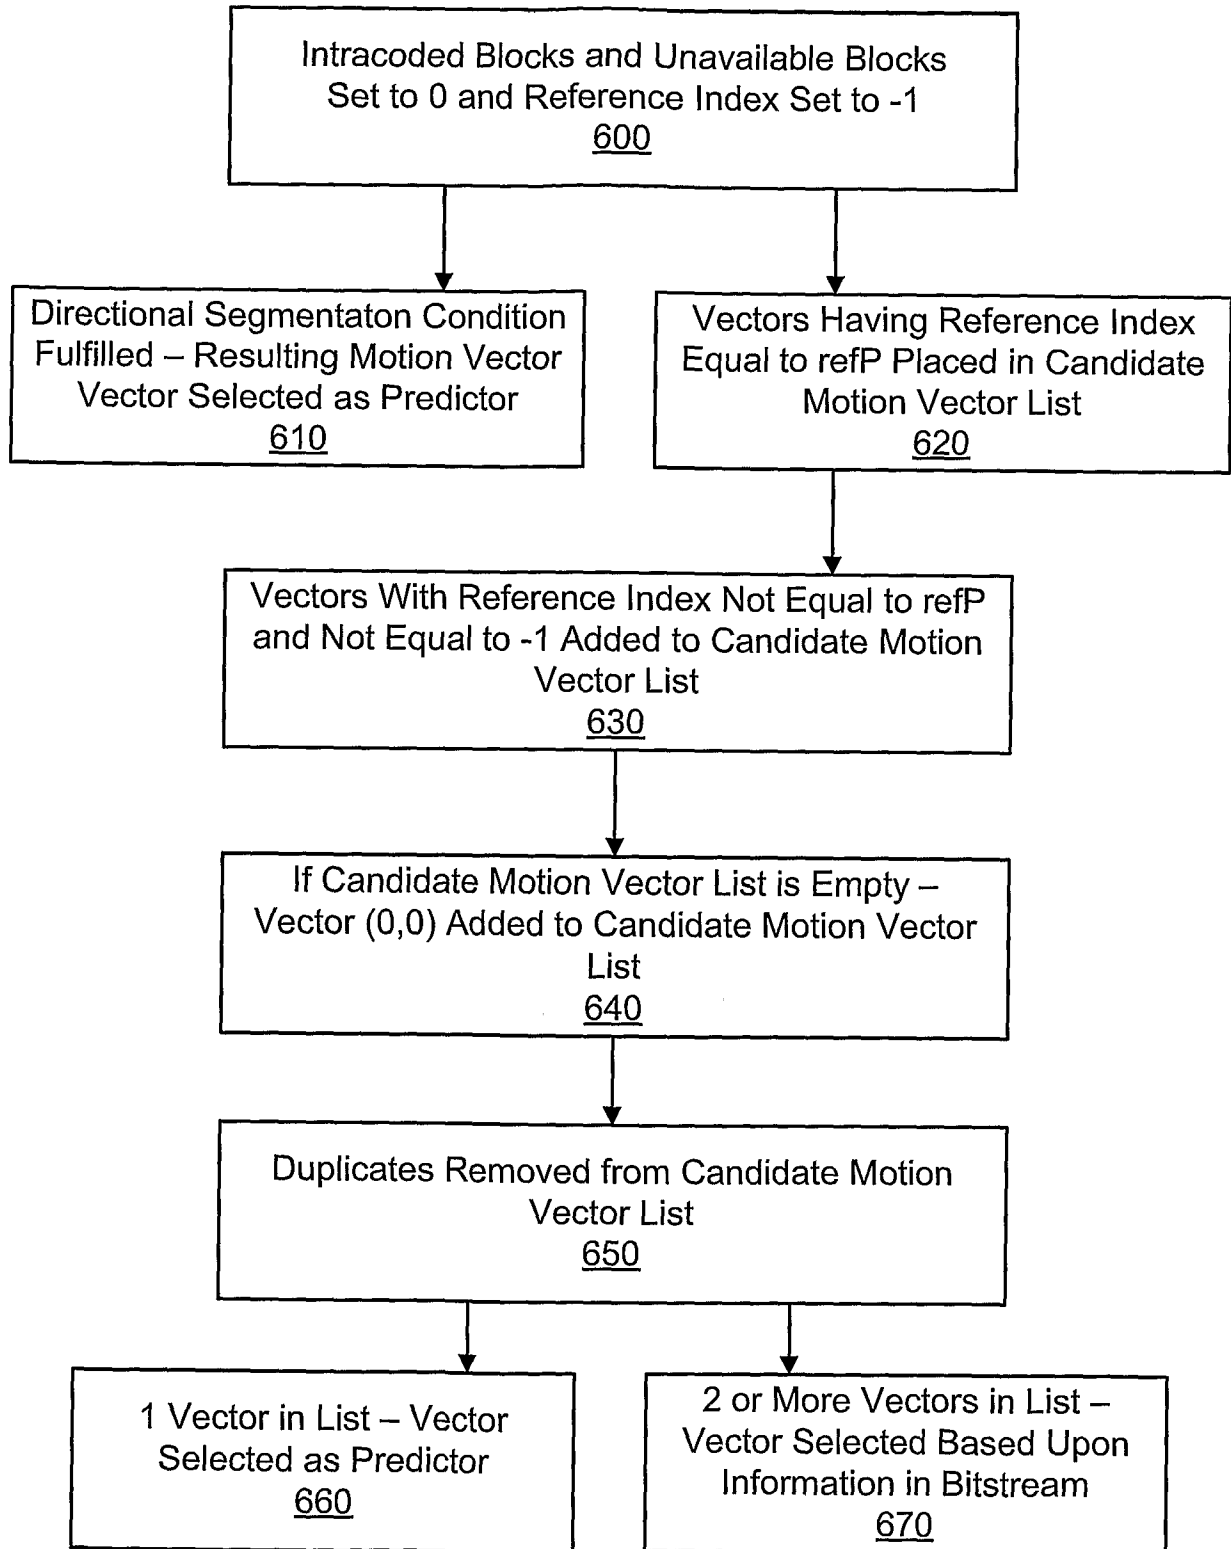 Intracoded Blocks and Unavailable Blocks
Set to 0 and Reference Index Set to -1
600
Directional Segmentaton Condition
Fulfilled – Resulting Motion Vector
Vector Selected as Predictor
610
Vectors Having Reference Index
Equal to refP Placed in Candidate
Motion Vector List
620
Vectors With Reference Index Not Equal to refP
and Not Equal to -1 Added to Candidate Motion
Vector List
630
If Candidate Motion Vector List is Empty –
Vector (0,0) Added to Candidate Motion Vector
List
640
Duplicates Removed from Candidate Motion
Vector List
650
1 Vector in List – Vector
Selected as Predictor
660
2 or More Vectors in List –
Vector Selected Based Upon
Information in Bitstream
670